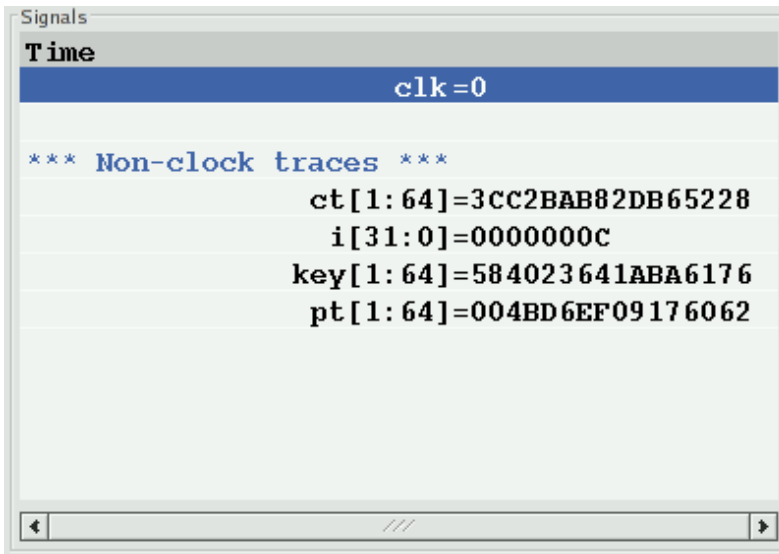 Signals
Time
clk=0
*** Non-clock traces ***
ct[1:64]=3CC2BAB82DB65228
i[31:0]=0000000C
key[1:64]=584023641ABA6176
pt[1:64]=004BD6EF09176062